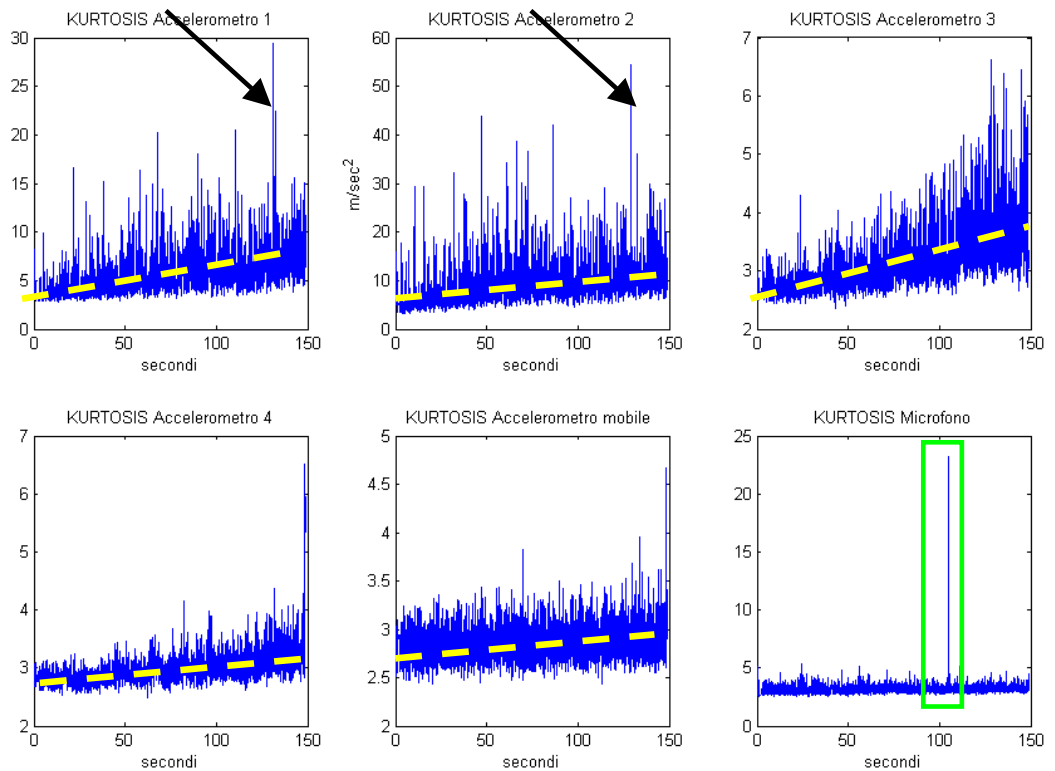 KURTOSIS Accelerometro 1
30
25
20
15
10
5
0
0 50 100 150
secondi
KURTOSIS Accelerometro 2
60
50
40
30
20
10
0
m/sec²
0 50 100 150
secondi
KURTOSIS Accelerometro 3
7
6
5
4
3
2
0 50 100 150
secondi
KURTOSIS Accelerometro 4
7
6
5
4
3
2
0 50 100 150
secondi
KURTOSIS Accelerometro mobile
5
4.5
4
3.5
3
2.5
2
0 50 100 150
secondi
KURTOSIS Microfono
25
20
15
10
5
0
0 50 100 150
secondi